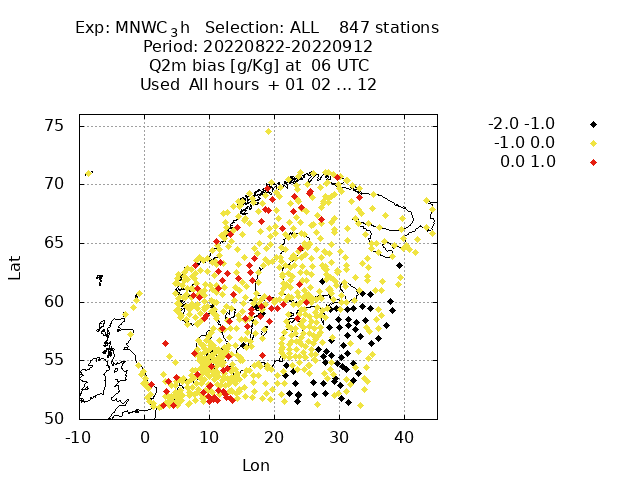 Exp: MNWC_3h Selection: ALL 847 stations
Period: 20220822-20220912
Q2m bias [g/Kg] at 06 UTC
Used All hours + 01 02 ... 12
-2.0 -1.0
-1.0 0.0
0.0 1.0
75
70
65
60
55
50
Lat
-10 0 10 20 30 40
Lon